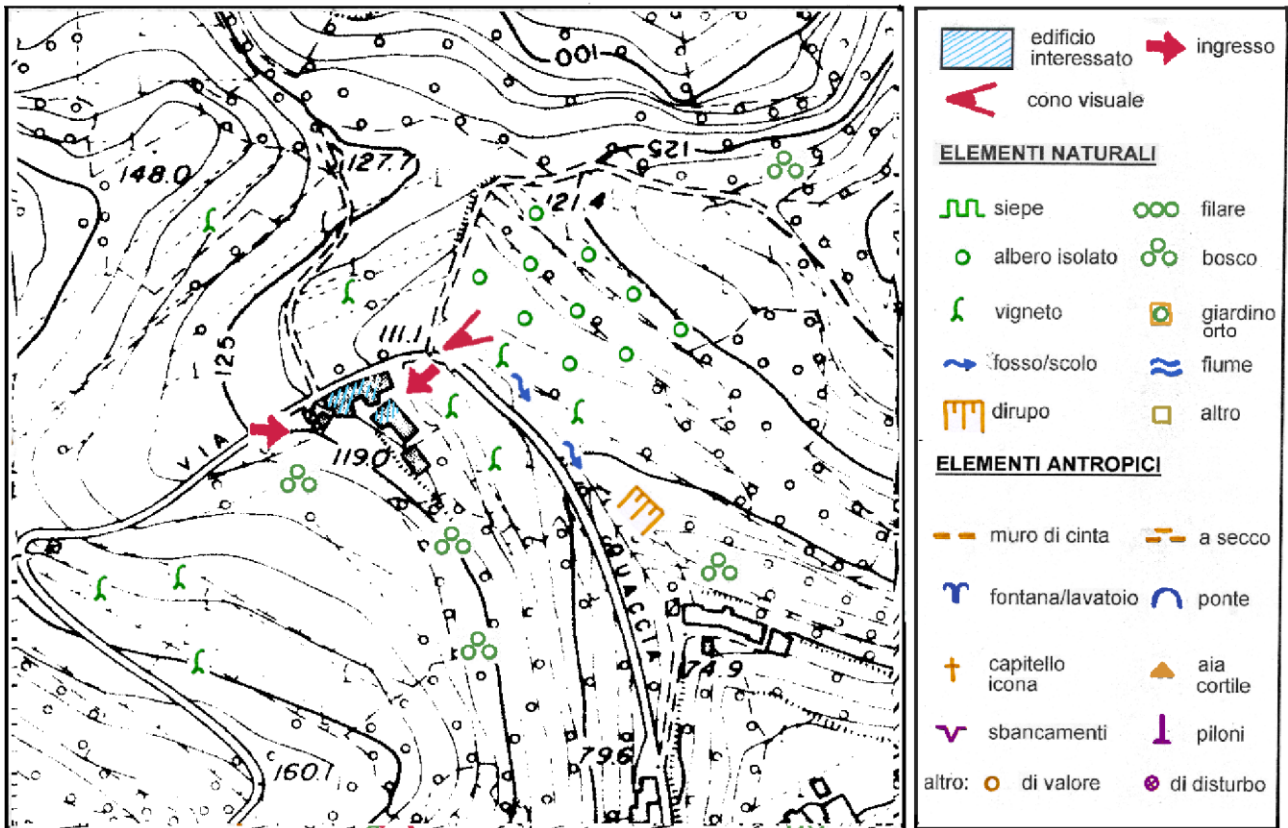 100
125
148.0
127.7
121.4
111.1
125
VIA
119.0
QUACCIA
74.9
79.6
160.1
edificio
interessato
ingresso
cono visuale
ELEMENTI NATURALI
siepe
filare
albero isolato
bosco
vigneto
giardino
orto
fosso/scolo
fiume
dirupo
altro
ELEMENTI ANTROPICI
muro di cinta
a secco
fontana/lavatoio
ponte
capitello
icona
aia
cortile
sbancamenti
piloni
altro:
di valore
di disturbo